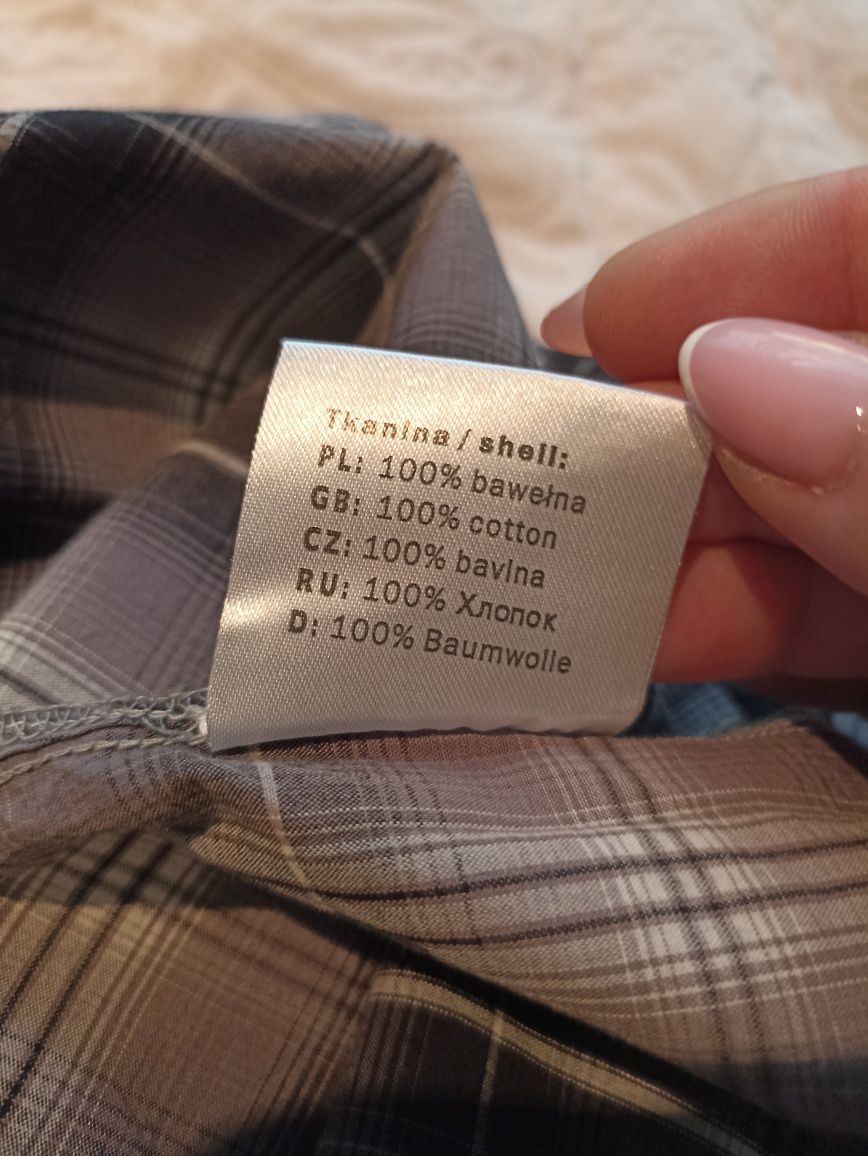 Tkanina / shell:
PL: 100% bawełna
GB: 100% cotton
CZ: 100% bavlna
RU: 100% Хлопок
D: 100% Baumwolle